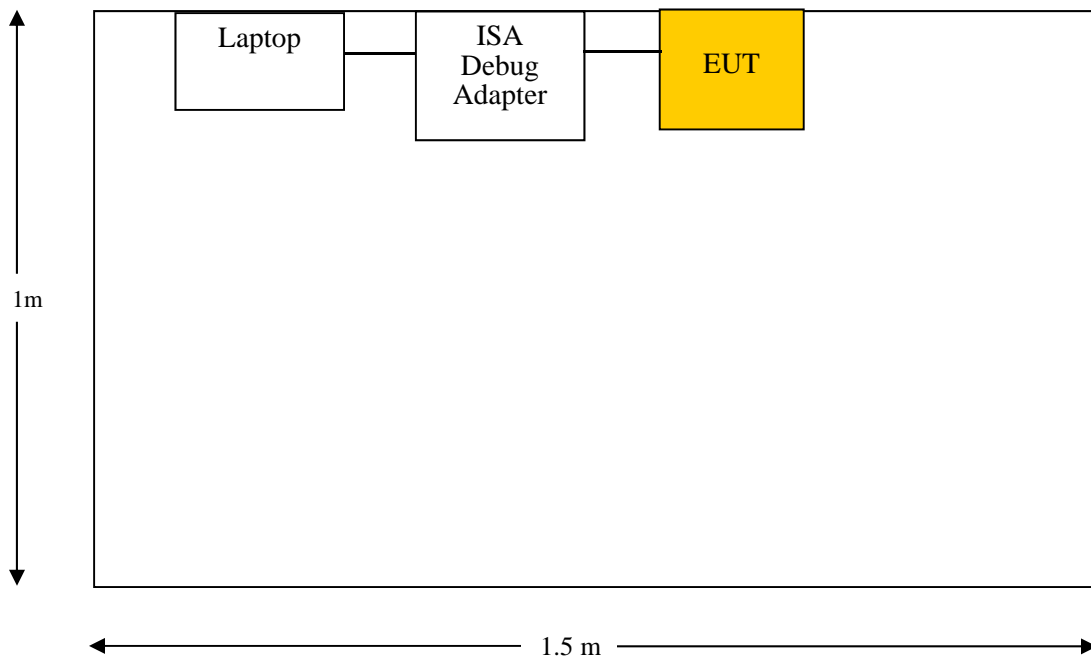 Laptop
ISA
Debug
Adapter
EUT
1m
1.5 m